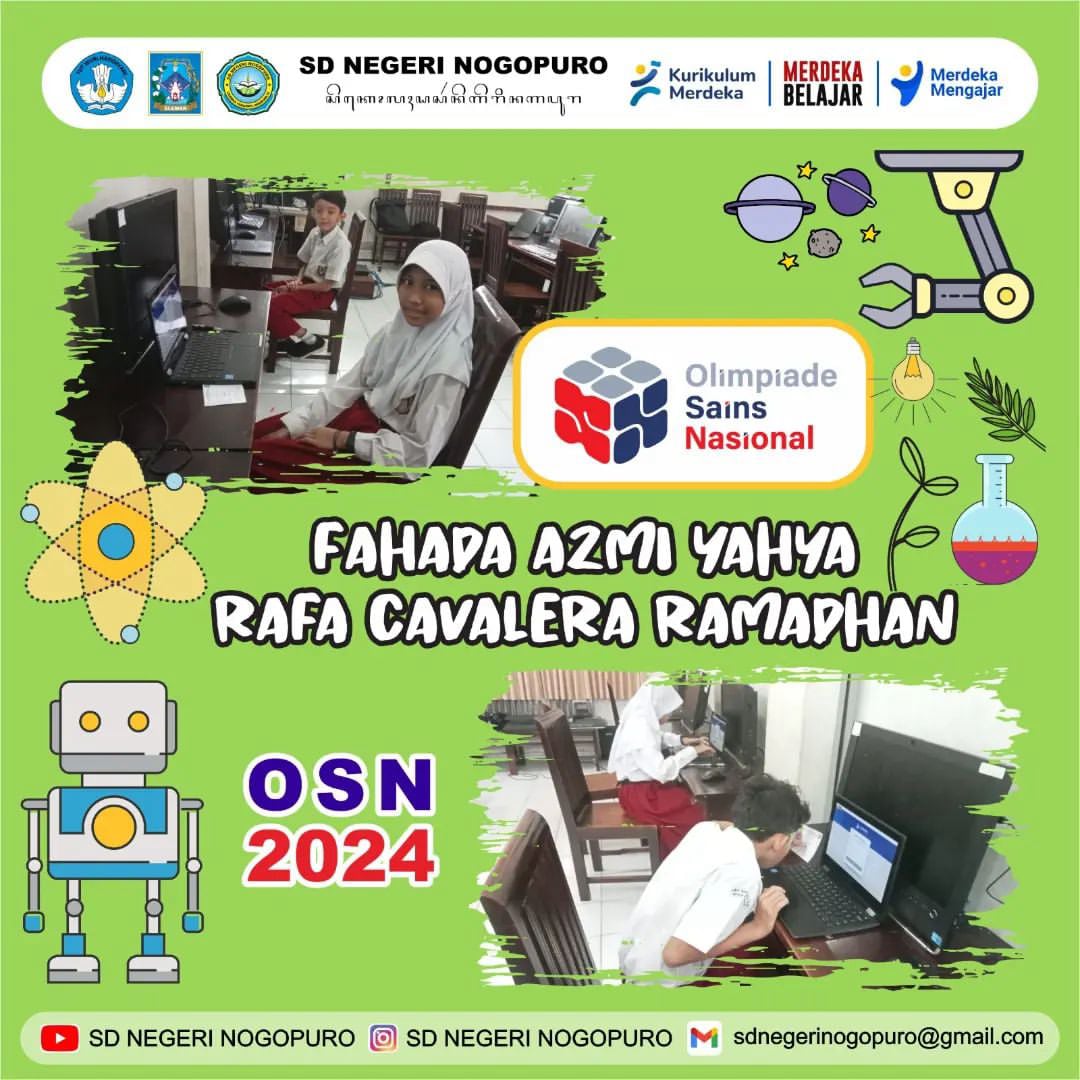 SD NEGERI NOGOPURO
Kurikulum
Merdeka
MERDEKA
BELAJAR
Merdeka
Mengajar
SLEMAN
Olimpiade
Sains
Nasional
FAHADA AZMI YAHYA
RAFA CAVALERA RAMADHAN
OSN
2024
SD NEGERI NOGOPURO
SD NEGERI NOGOPURO
sdnegerinogopuro@gmail.com